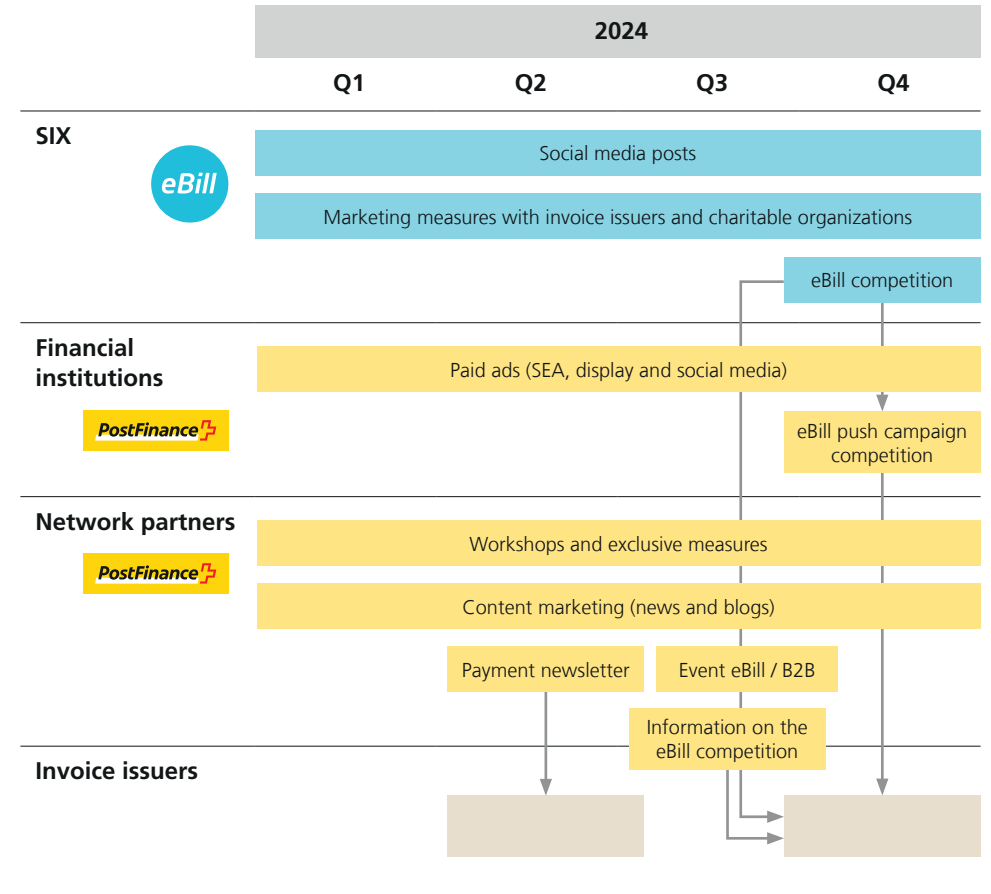 2024
Q1 Q2 Q3 Q4
SIX
eBill
Social media posts
Marketing measures with invoice issuers and charitable organizations
eBill competition
Financial
institutions
PostFinance
Paid ads (SEA, display and social media)
eBill push campaign
competition
Network partners
PostFinance
Workshops and exclusive measures
Content marketing (news and blogs)
Payment newsletter
Event eBill / B2B
Information on the
eBill competition
Invoice issuers